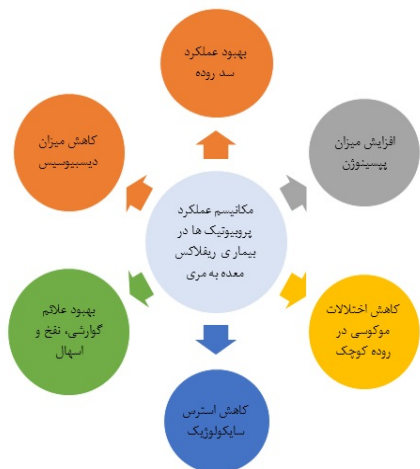 بهبود عملکرد
سد روده
افزایش میزان
پپسینوژن
کاهش اختلالات
موکوسی در
روده کوچک
کاهش استرس
سایکولوژیک
بهبود علائم
گوارشی، نفخ و
اسهال
کاهش میزان
دیسبیوسیس
مکانیسم عملکرد
پروبیوتیک ها در
بیماری ریفلاکس
معده به مری